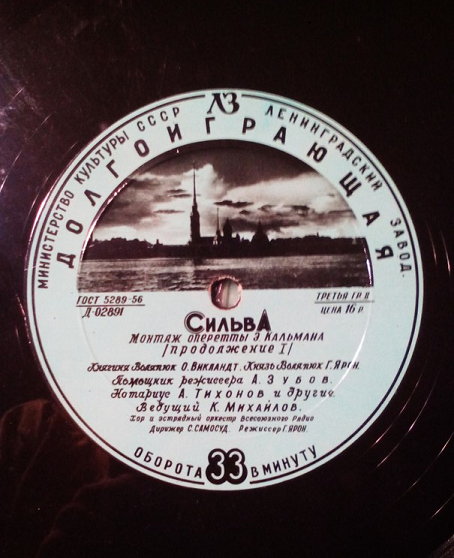 МИНИСТЕРСТВО КУЛЬТУРЫ СССР ЛЗ ЛЕНИНГРАДСКИЙ ЗАВОД.
ДОЛГОИГРАЮЩАЯ
ГОСТ 5289-56
Д-02891
ТРЕТЬЯ ГР. II
ЦЕНА 16 р.
СИЛЬВА
МОНТАЖ ОПЕРЕТТЫ Э. КАЛЬМАНА
/ПРОДОЛЖЕНИЕ I/
Княгиня Воляпюк О. Викландт. Князь Воляпюк Г. Ярон.
Помощник режиссера А. Зубов.
Нотариус А. Тихонов и другие.
Ведущий К. Михайлов.
Хор и эстрадный оркестр Всесоюзного Радио
Дирижер С. САМОСУД. Режиссер Г. ЯРОН.
ОБОРОТА 33 В МИНУТУ